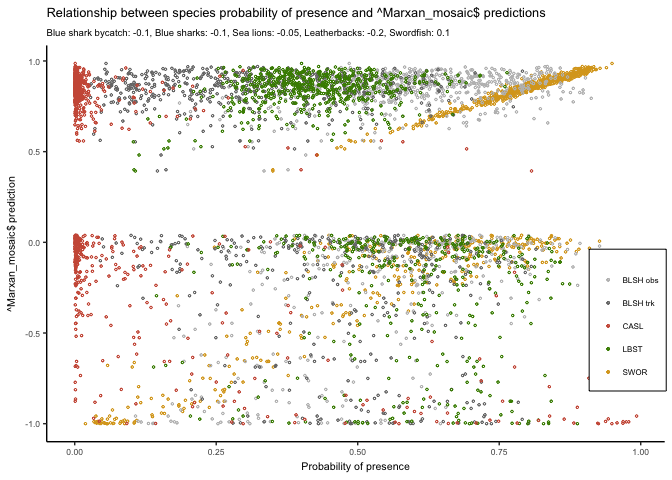 Relationship between species probability of presence and ^Marxan_mosaic$ predictions
Blue shark bycatch: -0.1, Blue sharks: -0.1, Sea lions: -0.05, Leatherbacks: -0.2, Swordfish: 0.1
^Marxan_mosaic$ prediction
1.0
0.5
0.0
-0.5
-1.0
BLSH obs
BLSH trk
CASL
LBST
SWOR
0.00 0.25 0.50 0.75 1.00
Probability of presence